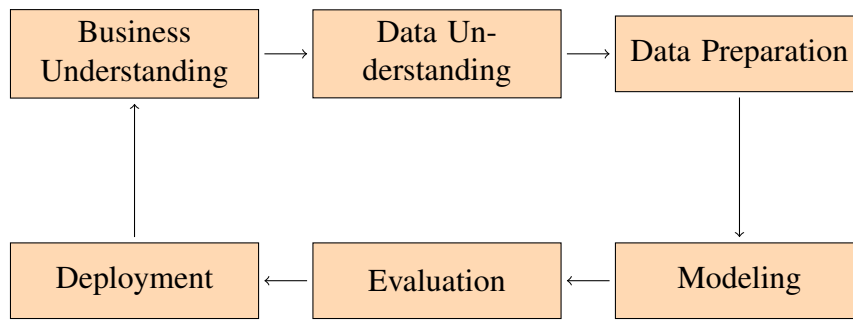 Business
Understanding
Data Un-
derstanding
Data Preparation
Deployment
Evaluation
Modeling